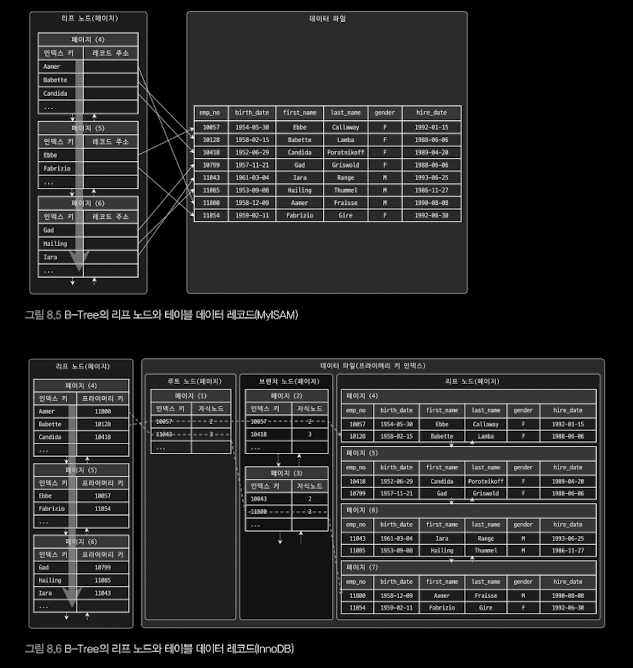 리프 노드(페이지)
데이터 파일
페이지 (4)
인덱스 키 레코드 주소
Aamer
Babette
Candida
...
페이지 (5)
인덱스 키 레코드 주소
Ebbe
Fabrizio
...
페이지 (6)
인덱스 키 레코드 주소
Gad
Hailing
Iara
...
emp_no birth_date first_name last_name gender hire_date
10057 1954-05-30 Ebbe Callaway F 1992-01-15
10128 1958-02-15 Babette Lamba F 1988-06-06
10418 1952-06-29 Candida Porotnikoff F 1989-04-20
10799 1957-11-21 Gad Griswold F 1988-06-06
11043 1961-03-04 Iara Range M 1993-06-25
11085 1953-09-08 Hailing Thummel M 1986-11-27
11800 1958-12-09 Aamer Fraisse M 1990-08-08
11854 1959-02-11 Fabrizio Gire F 1992-06-30
그림 8.5 B-Tree의 리프 노드와 테이블 데이터 레코드(MyISAM)
리프 노드(페이지)
페이지 (4)
인덱스 키 프라이머리 키
Aamer 11800
Babette 10128
Candida 10418
...
페이지 (5)
인덱스 키 프라이머리 키
Ebbe 10057
Fabrizio 11854
...
페이지 (6)
인덱스 키 프라이머리 키
Gad 10799
Hailing 11085
Iara 11043
...
데이터 파일(프라이머리 키 인덱스)
루트 노드(페이지)
페이지 (1)
인덱스 키 자식노드
10057 2
11043 3
...
브랜치 노드(페이지)
페이지 (2)
인덱스 키 자식노드
10057 2
10418 3
...
페이지 (3)
인덱스 키 자식노드
10043 2
11800 3
...
리프 노드(페이지)
페이지 (4)
emp_no birth_date first_name last_name gender hire_date
10057 1954-05-30 Ebbe Callaway F 1992-01-15
10128 1958-02-15 Babette Lamba F 1988-06-06
페이지 (5)
emp_no birth_date first_name last_name gender hire_date
10418 1952-06-29 Candida Porotnikoff F 1989-04-20
10799 1957-11-21 Gad Griswold F 1988-06-06
페이지 (6)
emp_no birth_date first_name last_name gender hire_date
11043 1961-03-04 Iara Range M 1993-06-25
11085 1953-09-08 Hailing Thummel M 1986-11-27
페이지 (7)
emp_no birth_date first_name last_name gender hire_date
11800 1958-12-09 Aamer Fraisse M 1990-08-08
11854 1959-02-11 Fabrizio Gire F 1992-06-30
그림 8.6 B-Tree의 리프 노드와 테이블 데이터 레코드(InnoDB)